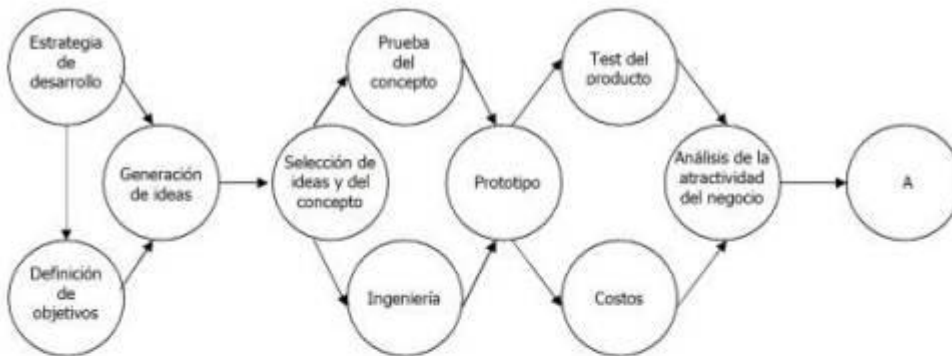 Estrategia
de
desarrollo
Prueba
del
concepto
Test del
producto
Generación
de ideas
Selección de
ideas y del
concepto
Prototipo
Análisis de la
atractividad
del negocio
A
Definición
de
objetivos
Ingeniería
Costos